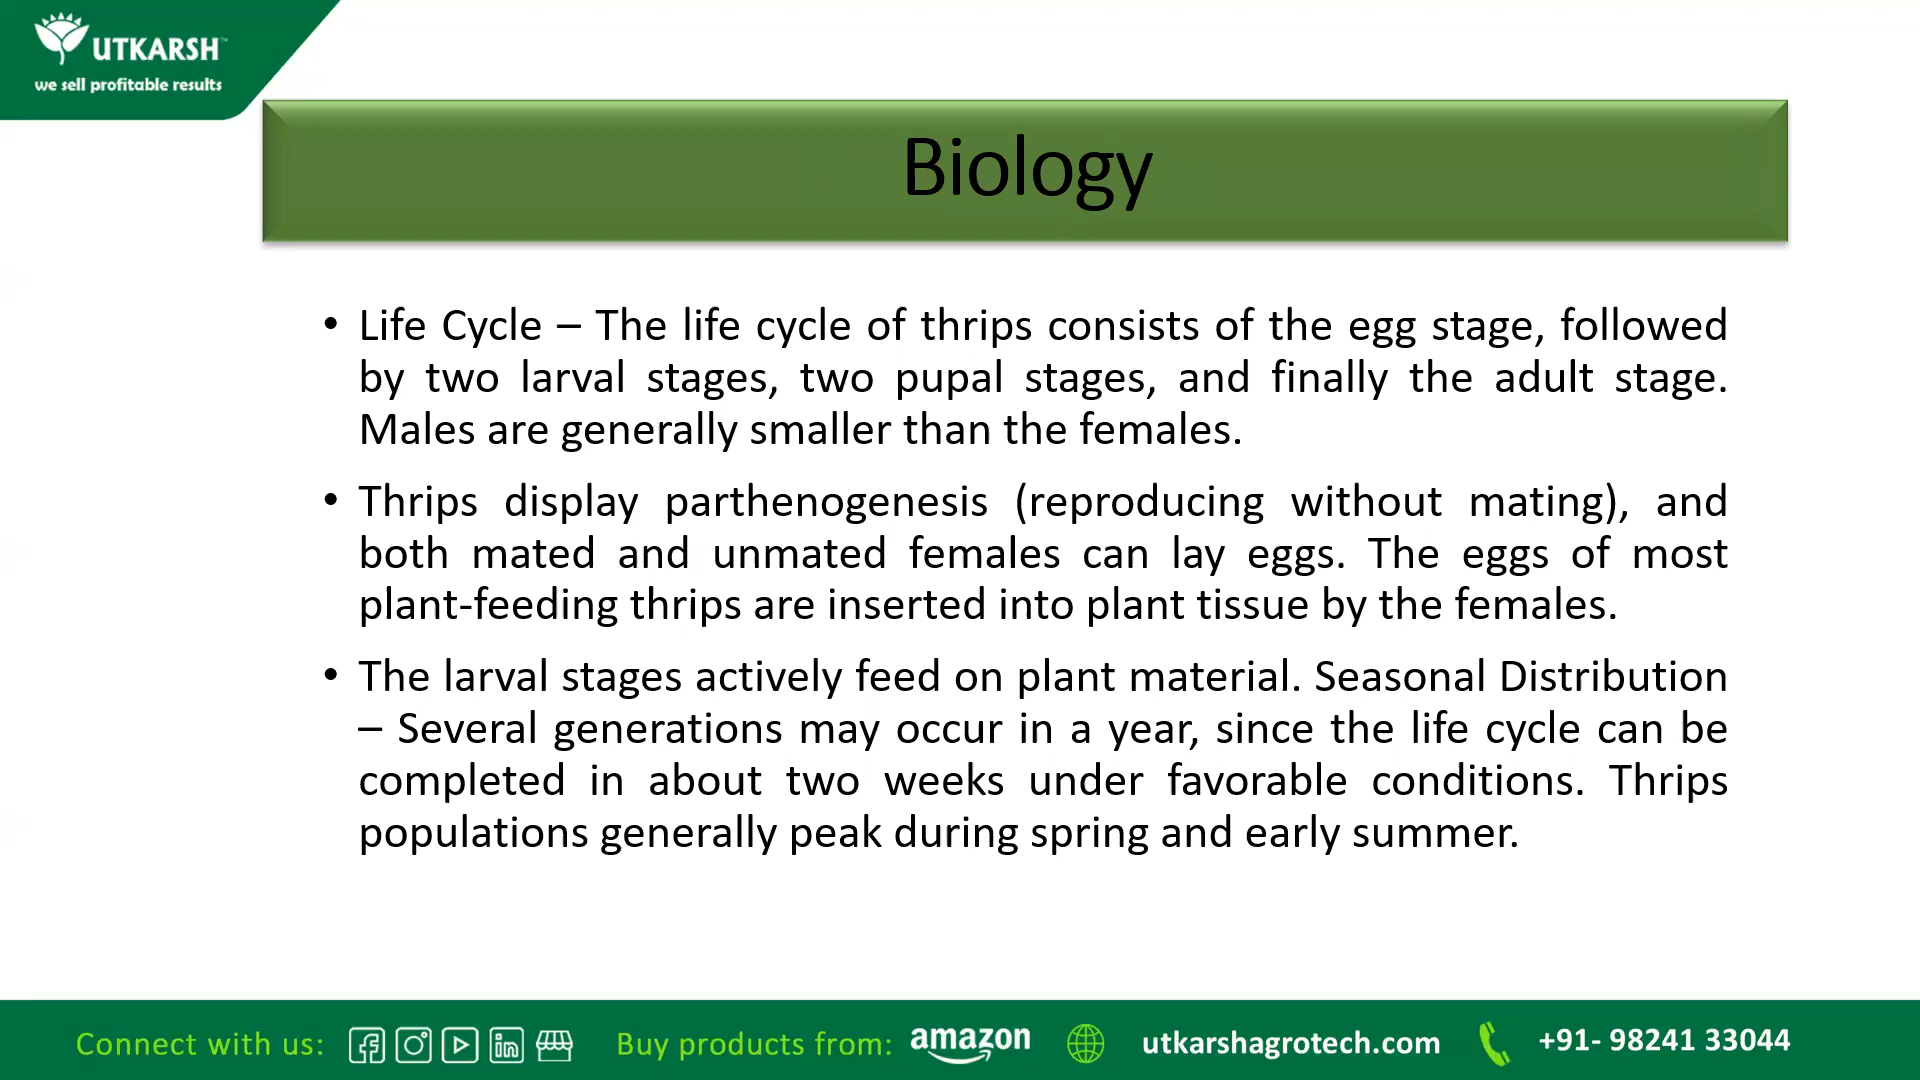 UTKARSH™
we sell profitable results
Biology
• Life Cycle – The life cycle of thrips consists of the egg stage, followed
by two larval stages, two pupal stages, and finally the adult stage.
Males are generally smaller than the females.
• Thrips display parthenogenesis (reproducing without mating), and
both mated and unmated females can lay eggs. The eggs of most
plant-feeding thrips are inserted into plant tissue by the females.
• The larval stages actively feed on plant material. Seasonal Distribution
– Several generations may occur in a year, since the life cycle can be
completed in about two weeks under favorable conditions. Thrips
populations generally peak during spring and early summer.
Connect with us: Buy products from: amazon utkarshagrotech.com +91- 98241 33044